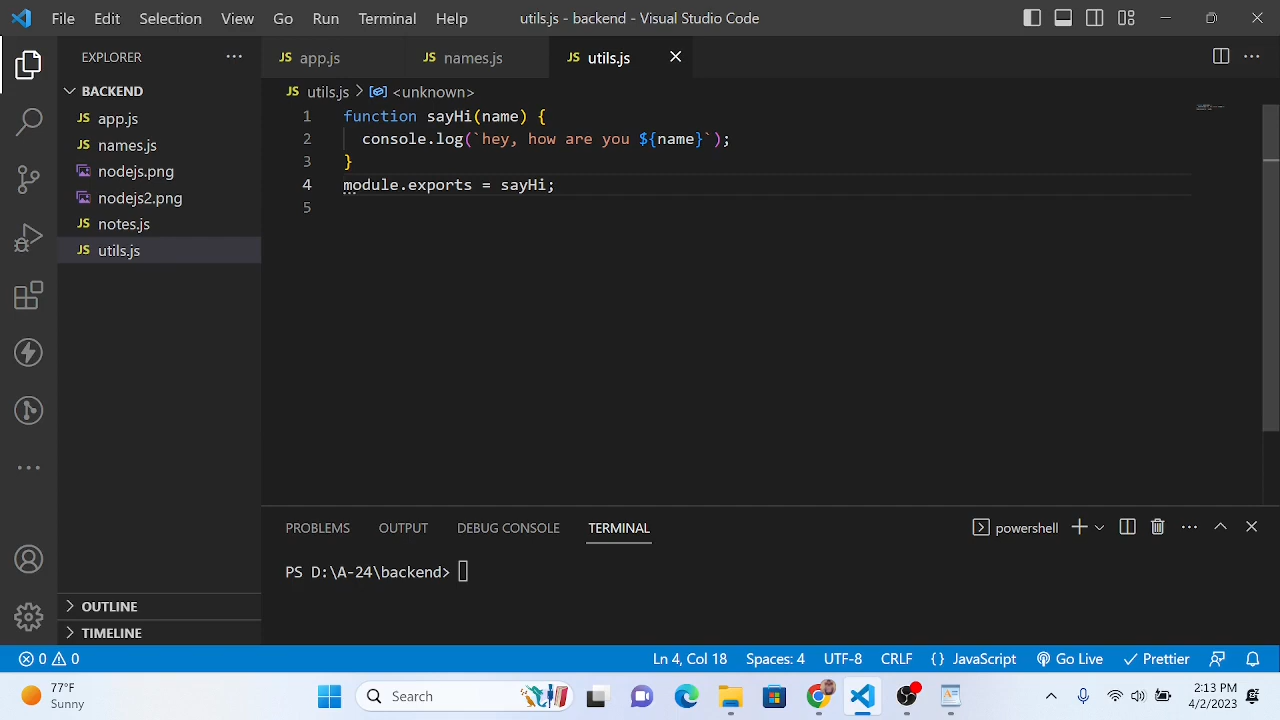 File Edit Selection View Go Run Terminal Help utils.js - backend - Visual Studio Code
EXPLORER
JS app.js JS names.js JS utils.js
BACKEND
JS utils.js > <unknown>
JS app.js
JS names.js
nodejs.png
nodejs2.png
JS notes.js
JS utils.js
1 function sayHi(name) {
2 console.log(`hey, how are you ${name}`);
3 }
4 module.exports = sayHi;
5
PROBLEMS OUTPUT DEBUG CONSOLE TERMINAL powershell
PS D:\A-24\backend>
OUTLINE
TIMELINE
0 0 Ln 4, Col 18 Spaces: 4 UTF-8 CRLF {} JavaScript Go Live Prettier
77°F
Sunny
Search
2:13 PM
4/2/2023